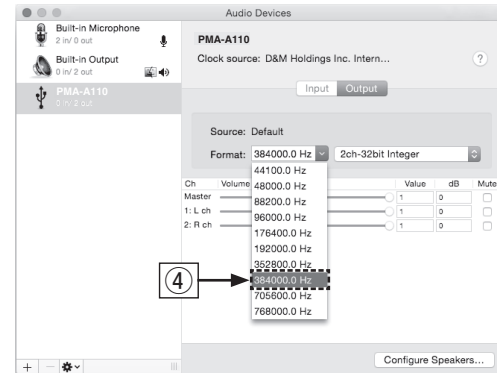 Audio Devices
Built-in Microphone
2 in/ 0 out
Built-in Output
0 in/ 2 out
PMA-A110
0 in/ 2 out
PMA-A110
Clock source: D&M Holdings Inc. Intern...
?
Input Output
Source: Default
Format: 384000.0 Hz 2ch-32bit Integer
44100.0 Hz
48000.0 Hz
88200.0 Hz
96000.0 Hz
176400.0 Hz
192000.0 Hz
352800.0 Hz
384000.0 Hz
705600.0 Hz
768000.0 Hz
Ch Volume Value dB Mute
Master 1 0
1: L ch 1 0
2: R ch 1 0
④
Configure Speakers...